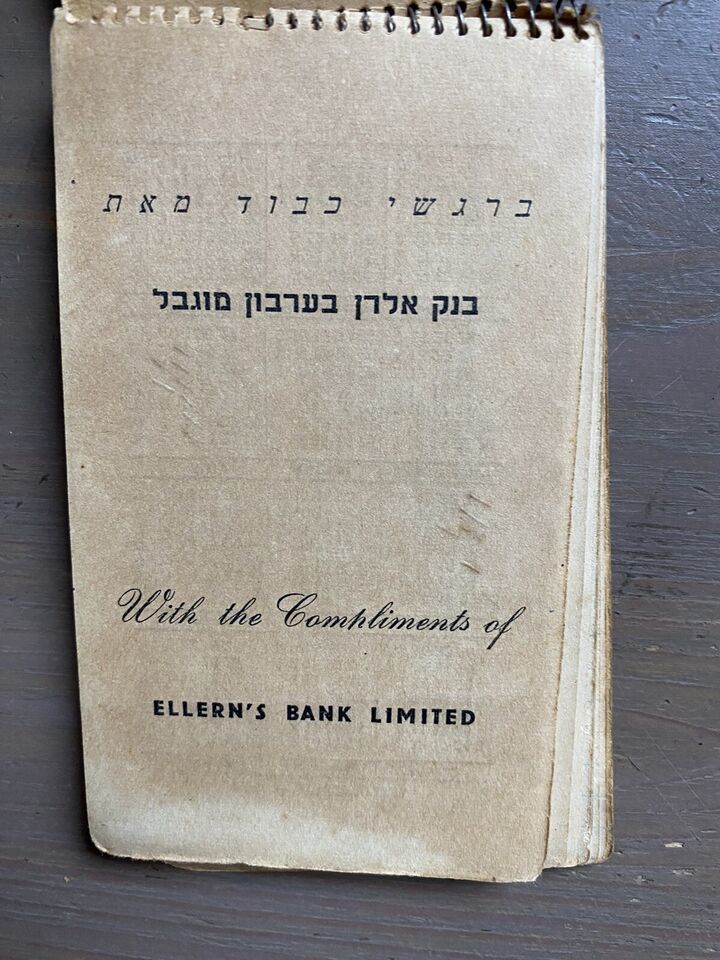 ברגשי כבוד מאת
בנק אלרן בערבון מוגבל
With the Compliments of
ELLERN'S BANK LIMITED